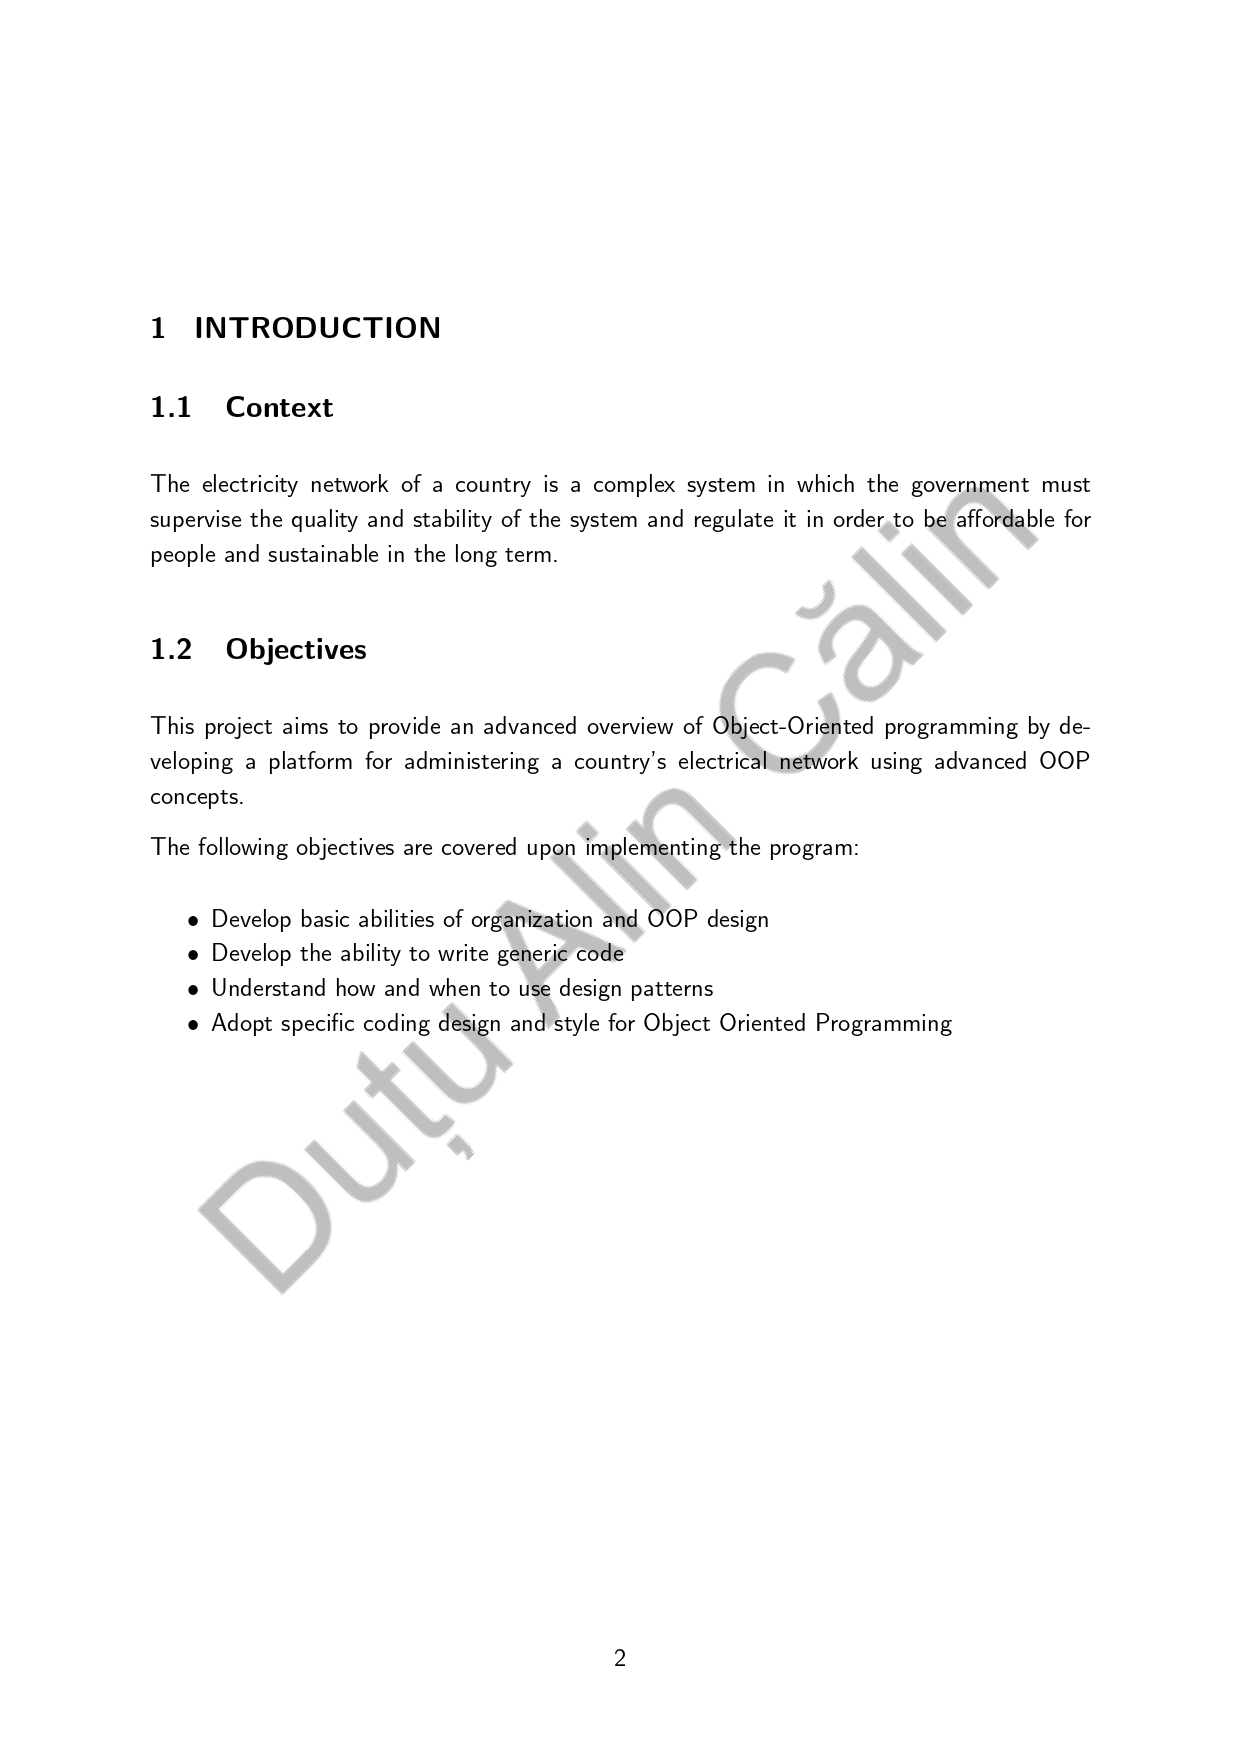 1 INTRODUCTION
1.1 Context
The electricity network of a country is a complex system in which the government must
supervise the quality and stability of the system and regulate it in order to be affordable for
people and sustainable in the long term.
1.2 Objectives
This project aims to provide an advanced overview of Object-Oriented programming by de-
veloping a platform for administering a country's electrical network using advanced OOP
concepts.
The following objectives are covered upon implementing the program:
• Develop basic abilities of organization and OOP design
• Develop the ability to write generic code
• Understand how and when to use design patterns
• Adopt specific coding design and style for Object Oriented Programming
Duțu Alin Călin
2